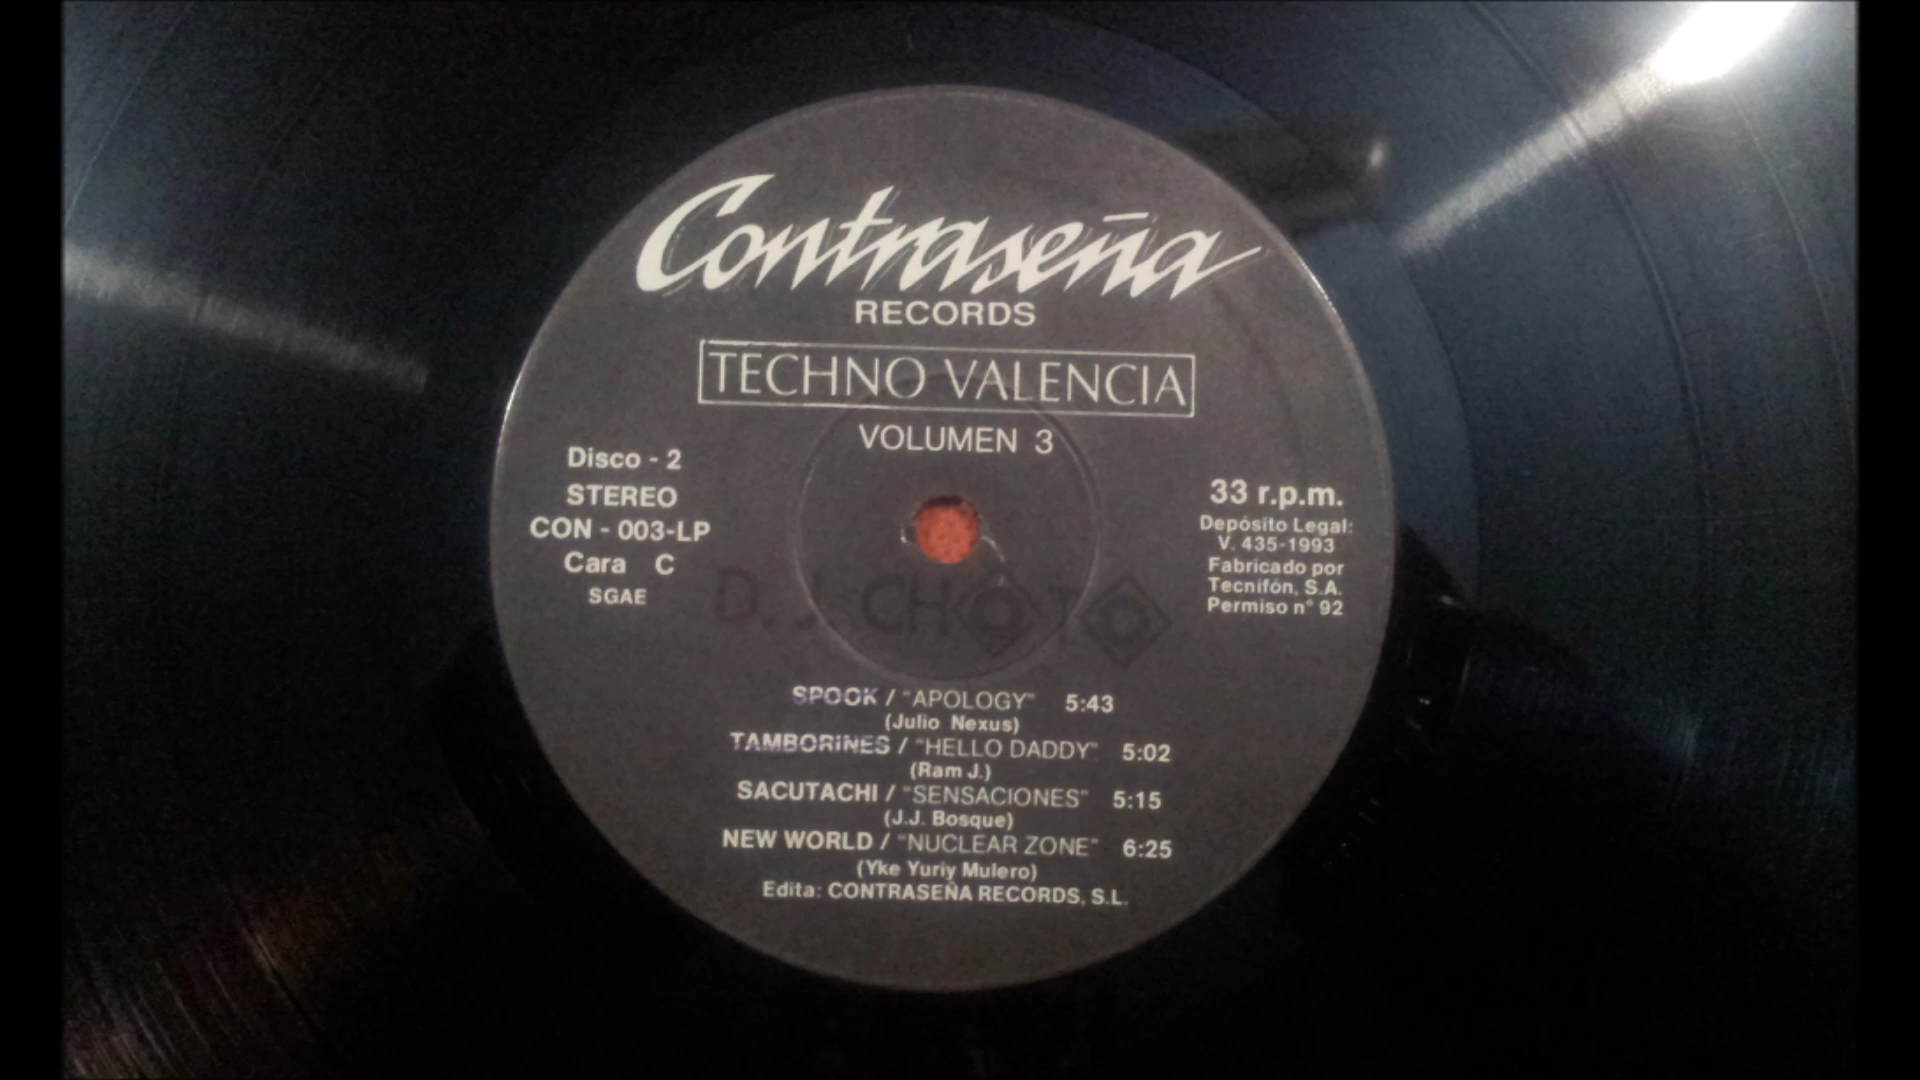 Contraseña
RECORDS
TECHNO VALENCIA
VOLUMEN 3
Disco - 2
STEREO
CON - 003-LP
Cara C
SGAE
33 r.p.m.
Depósito Legal:
V. 435-1993
Fabricado por
Tecnifón, S.A.
Permiso n° 92
D.J. CHOTO
SPOOK / "APOLOGY" 5:43
(Julio Nexus)
TAMBORINES / "HELLO DADDY" 5:02
(Ram J.)
SACUTACHI / "SENSACIONES" 5:15
(J.J. Bosque)
NEW WORLD / "NUCLEAR ZONE" 6:25
(Yke Yuriy Mulero)
Edita: CONTRASEÑA RECORDS, S.L.